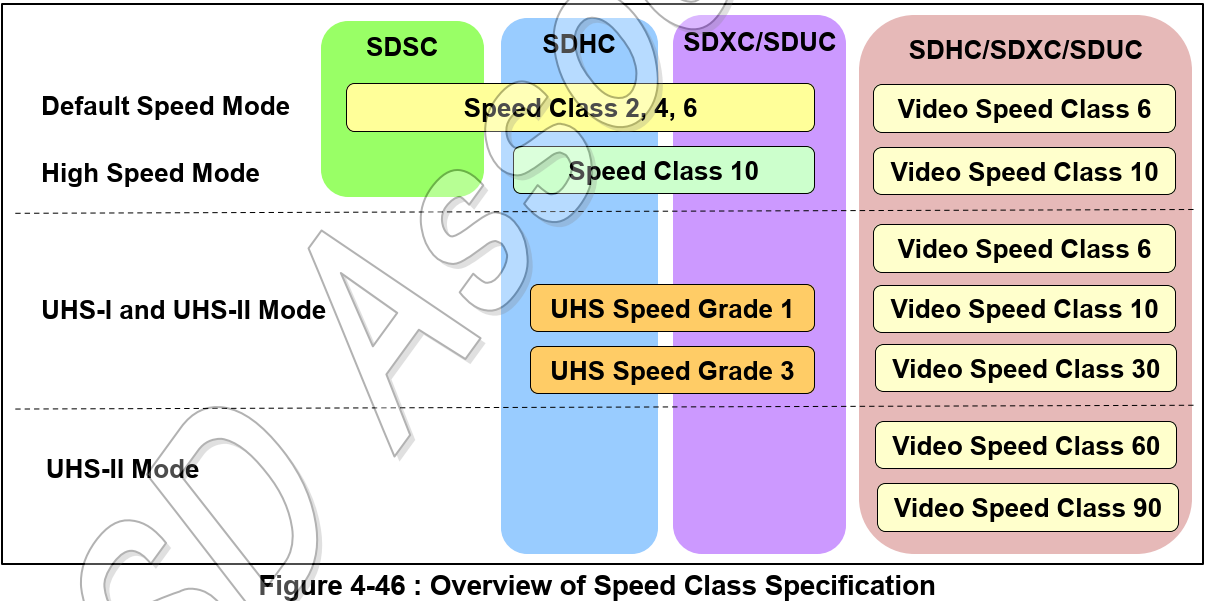 SDSC
SDHC
SDXC/SDUC
SDHC/SDXC/SDUC
Default Speed Mode
Speed Class 2, 4, 6
Video Speed Class 6
High Speed Mode
Speed Class 10
Video Speed Class 10
Video Speed Class 6
UHS-I and UHS-II Mode
UHS Speed Grade 1
Video Speed Class 10
UHS Speed Grade 3
Video Speed Class 30
UHS-II Mode
Video Speed Class 60
Video Speed Class 90
Figure 4-46 : Overview of Speed Class Specification
SD Asso